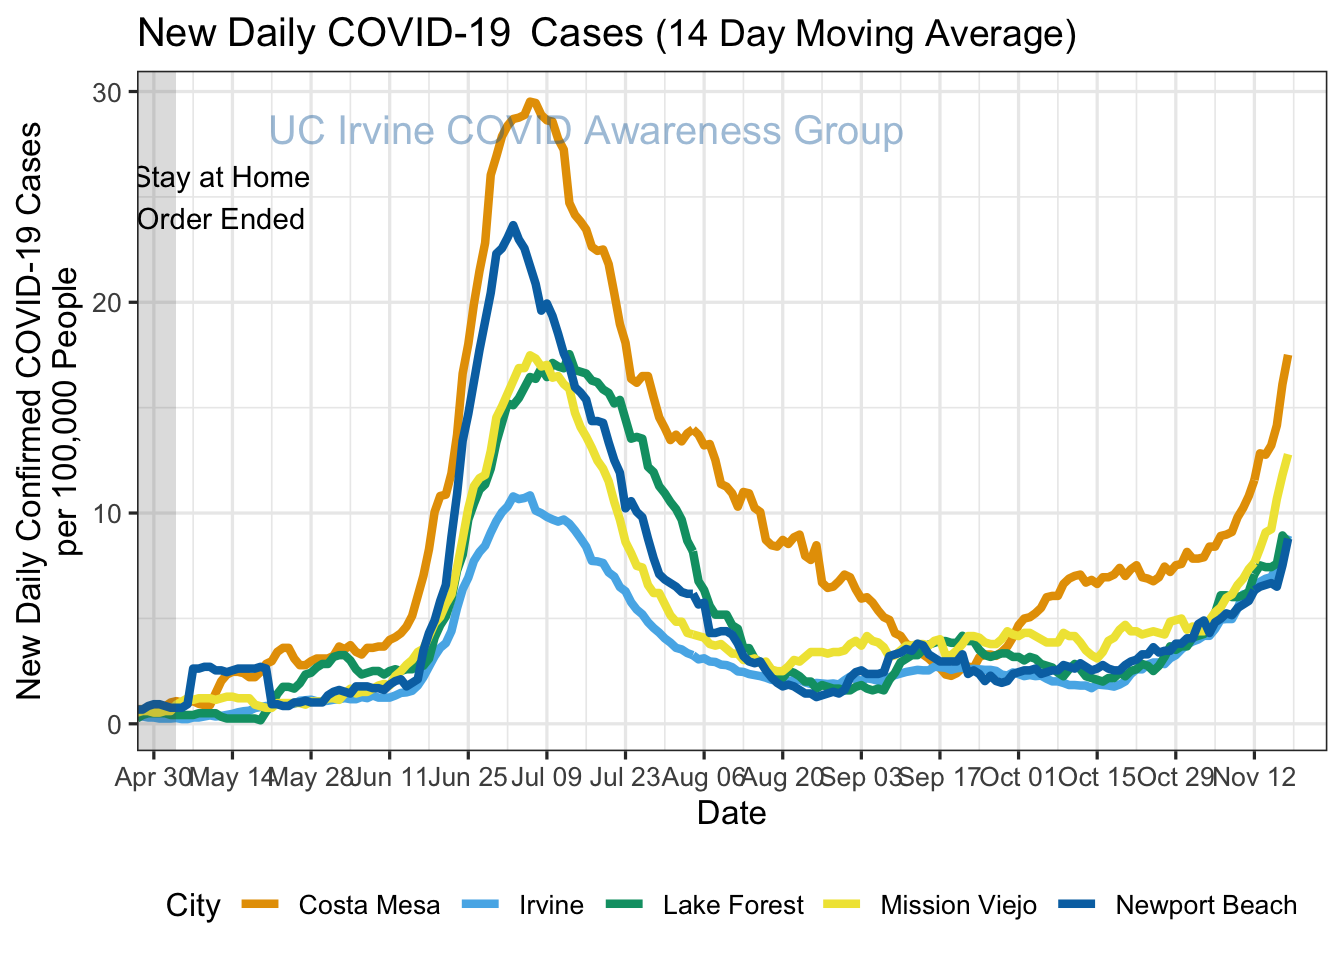 New Daily COVID-19  Cases (14 Day Moving Average)
UC Irvine COVID Awareness Group
Stay at Home
Order Ended
New Daily Confirmed COVID-19 Cases
per 100,000 People
30
20
10
0
Apr 30 May 14 May 28 Jun 11 Jun 25 Jul 09 Jul 23 Aug 06 Aug 20 Sep 03 Sep 17 Oct 01 Oct 15 Oct 29 Nov 12
Date
City Costa Mesa Irvine Lake Forest Mission Viejo Newport Beach